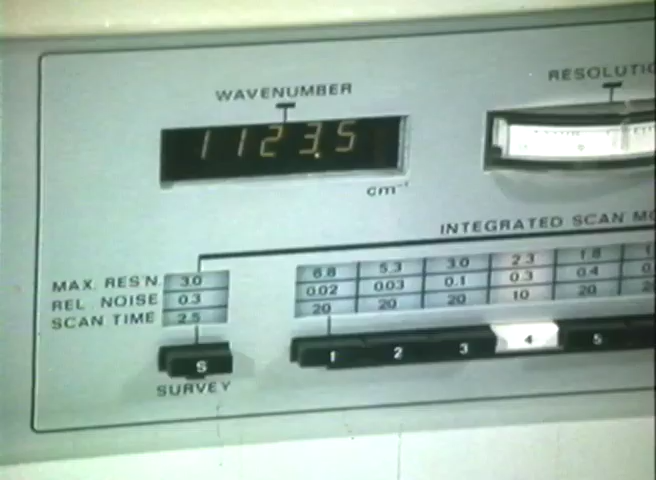 WAVENUMBER
RESOLUTIO
1123.5
cm⁻¹
INTEGRATED SCAN MO
MAX. RES'N. 3.0 6.8 5.3 3.0 2.3 1.8
REL. NOISE 0.3 0.02 0.03 0.1 0.3 0.4
SCAN TIME 2.5 20 20 20 10 20
S 1 2 3 4 5
SURVEY